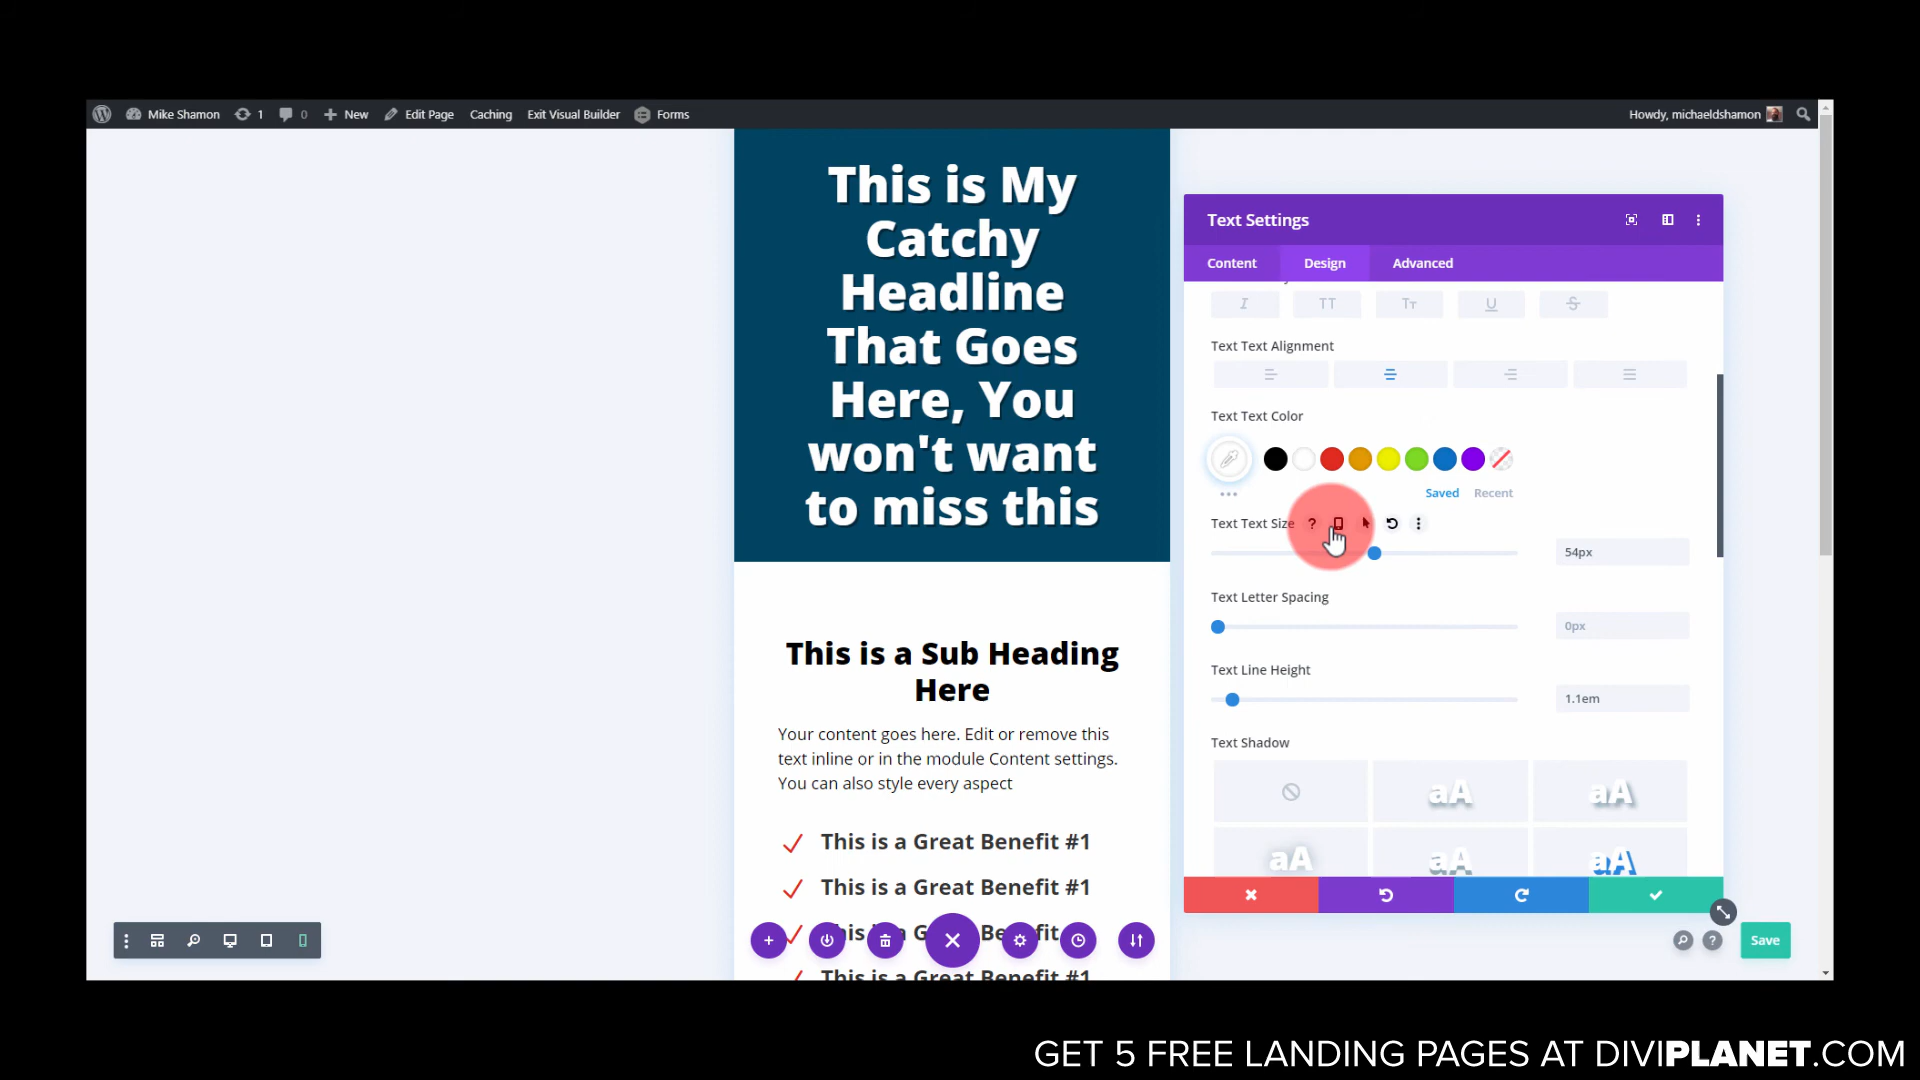 Mike Shamon 1 0 New Edit Page Caching Exit Visual Builder Forms Howdy, michaeldshamon
This is My
Catchy
Headline
That Goes
Here, You
won't want
to miss this
This is a Sub Heading
Here
Your content goes here. Edit or remove this
text inline or in the module Content settings.
You can also style every aspect
This is a Great Benefit #1
This is a Great Benefit #1
This is a Great Benefit #1
Text Settings
Content Design Advanced
I TT Tt U S
Text Text Alignment
Text Text Color
Saved Recent
Text Text Size ?
54px
Text Letter Spacing
0px
Text Line Height
1.1em
Text Shadow
aA aA
aA aA aA
? Save
GET 5 FREE LANDING PAGES AT DIVIPLANET.COM